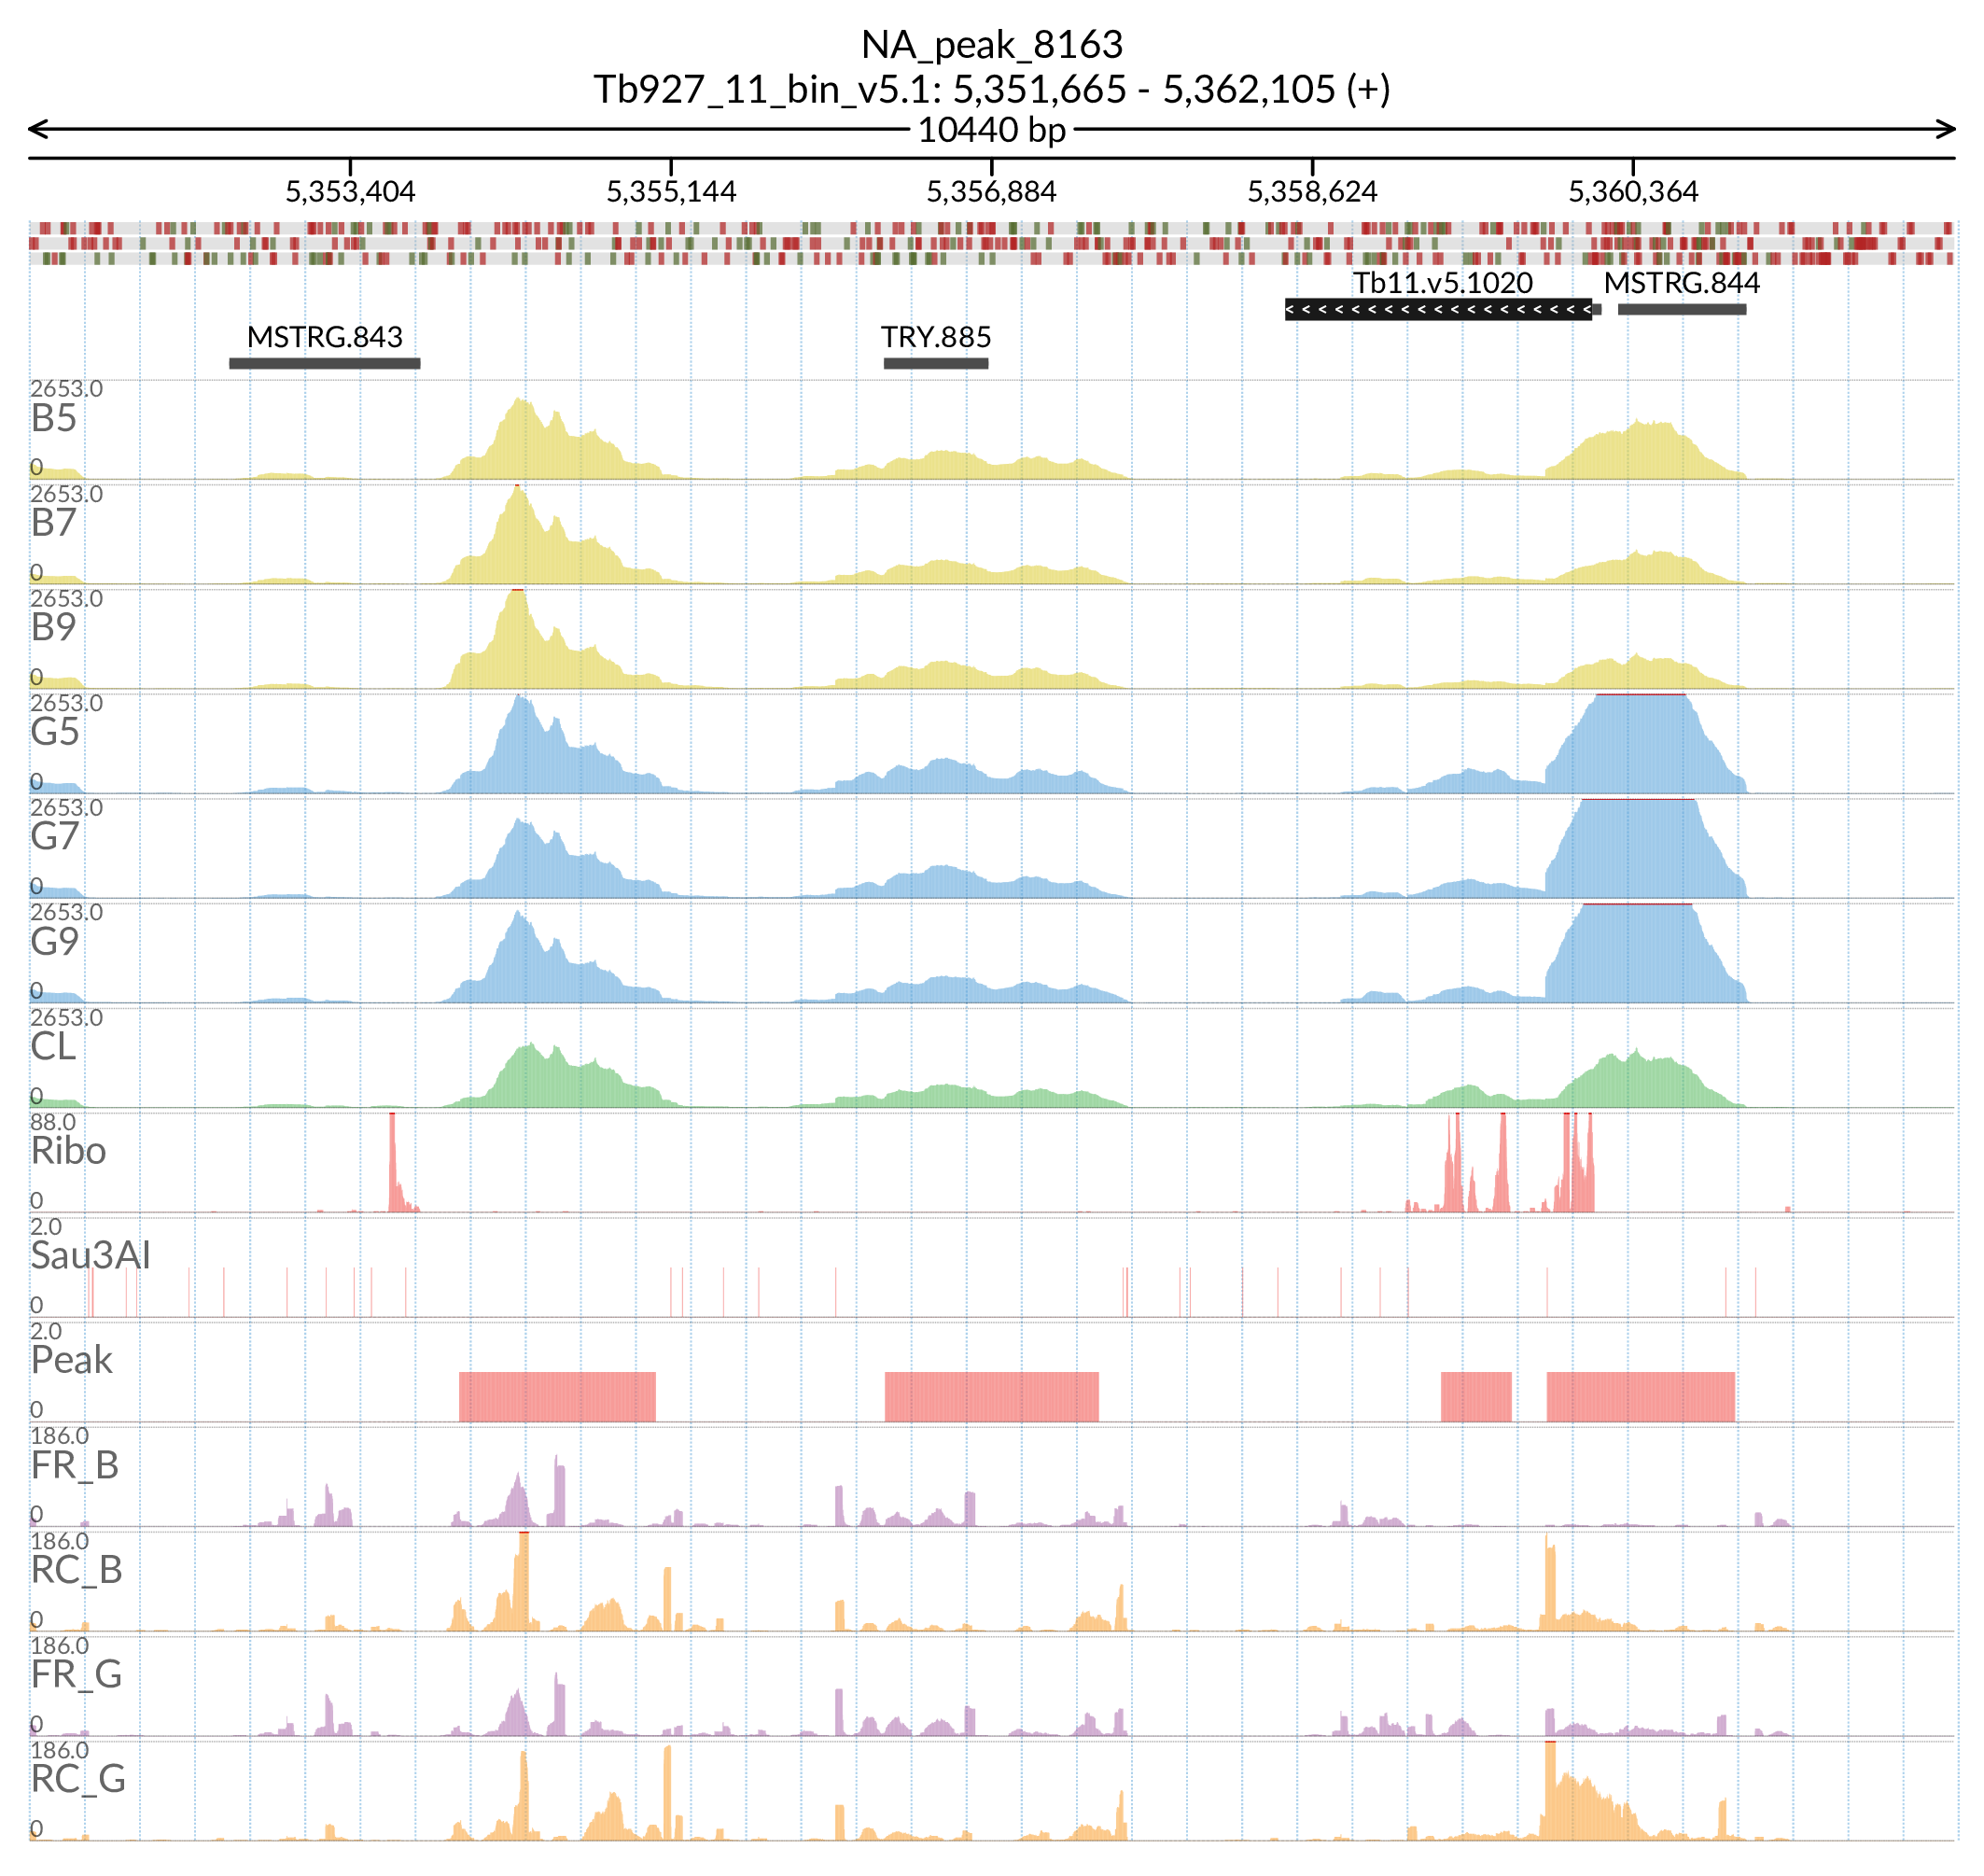 NA_peak_8163
Tb927_11_bin_v5.1: 5,351,665 - 5,362,105 (+)
10440 bp
5,353,404 5,355,144 5,356,884 5,358,624 5,360,364
Tb11.v5.1020 MSTRG.844
< < < < < < < < < < < < < < < < < < <
MSTRG.843 TRY.885
2653.0
B5
0
2653.0
B7
0
2653.0
B9
0
2653.0
G5
0
2653.0
G7
0
2653.0
G9
0
2653.0
CL
0
88.0
Ribo
0
2.0
Sau3AI
0
2.0
Peak
0
186.0
FR_B
0
186.0
RC_B
0
186.0
FR_G
0
186.0
RC_G
0